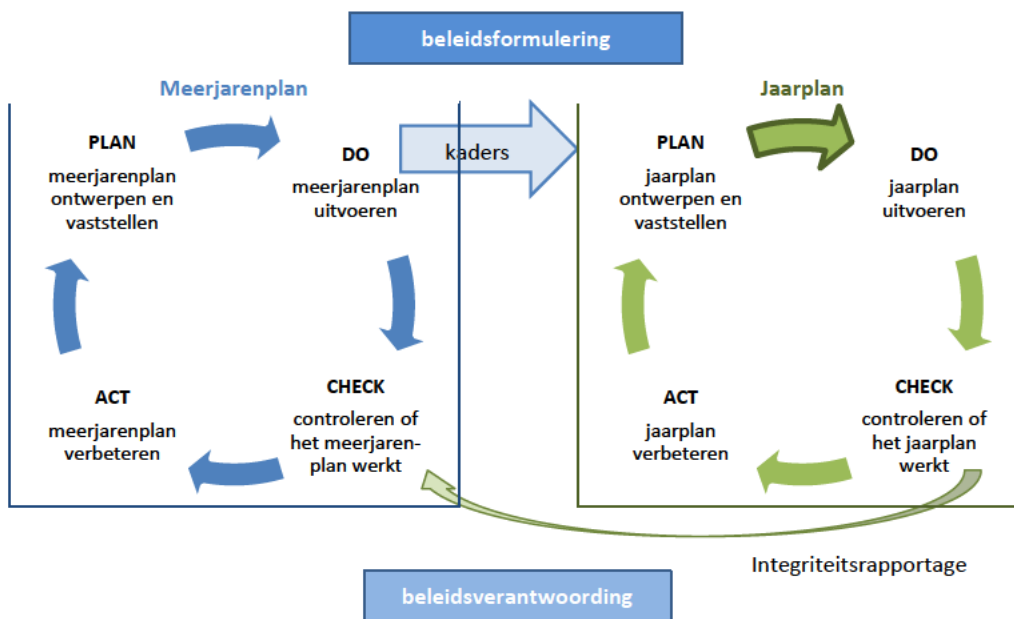 beleidsformulering
Meerjarenplan
PLAN
meerjarenplan
ontwerpen en
vaststellen
DO
meerjarenplan
uitvoeren
CHECK
controleren of
het meerjaren-
plan werkt
ACT
meerjarenplan
verbeteren
kaders
Jaarplan
PLAN
jaarplan
ontwerpen en
vaststellen
DO
jaarplan
uitvoeren
CHECK
controleren of
het jaarplan
werkt
ACT
jaarplan
verbeteren
Integriteitsrapportage
beleidsverantwoording